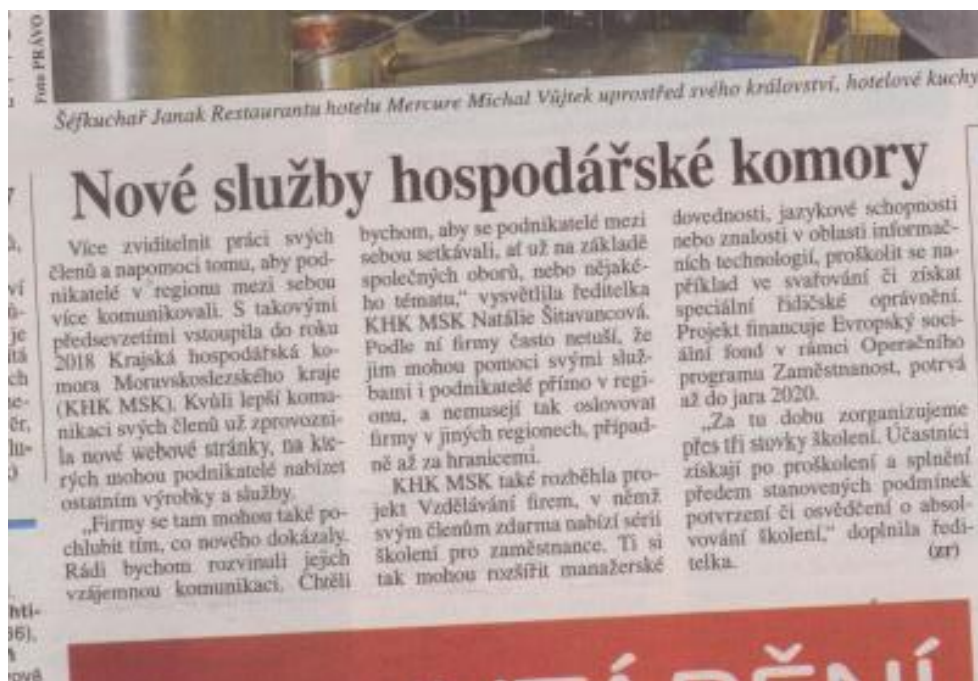 Foto PRÁVO
Šéfkuchař Janak Restaurantu hotelu Mercure Michal Vůjtek uprostřed svého království, hotelové kuchy
Nové služby hospodářské komory
Více zviditelnit práci svých
členů a napomoci tomu, aby pod-
nikatelé v regionu mezi sebou
více komunikovali. S takovými
předsevzetími vstoupila do roku
2018 Krajská hospodářská ko-
mora Moravskoslezského kraje
(KHK MSK). Kvůli lepší komu-
nikaci svých členů už zprovozni-
la nové webové stránky, na kte-
rých mohou podnikatelé nabízet
ostatním výrobky a služby.
„Firmy se tam mohou také po-
chlubit tím, co nového dokázaly.
Rádi bychom rozvinuli jejich
vzájemnou komunikaci. Chtěli
bychom, aby se podnikatelé mezi
sebou setkávali, ať už na základě
společných oborů, nebo nějaké-
ho tématu,“ vysvětlila ředitelka
KHK MSK Natálie Šitavancová.
Podle ní firmy často netuší, že
jim mohou pomoci svými služ-
bami i podnikatelé přímo v regi-
onu, a nemusejí tak oslovovat
firmy v jiných regionech, případ-
ně až za hranicemi.
KHK MSK také rozběhla pro-
jekt Vzdělávání firem, v němž
svým členům zdarma nabízí sérii
školení pro zaměstnance. Ti si
tak mohou rozšířit manažerské
dovednosti, jazykové schopnosti
nebo znalosti v oblasti informač-
ních technologií, proškolit se na-
příklad ve svařování či získat
speciální řidičské oprávnění.
Projekt financuje Evropský soci-
ální fond v rámci Operačního
programu Zaměstnanost, potrvá
až do jara 2020.
„Za tu dobu zorganizujeme
přes tři stovky školení. Účastníci
získají po proškolení a splnění
předem stanovených podmínek
potvrzení či osvědčení o absol-
vování školení,“ doplnila ředi-
telka. (zr)